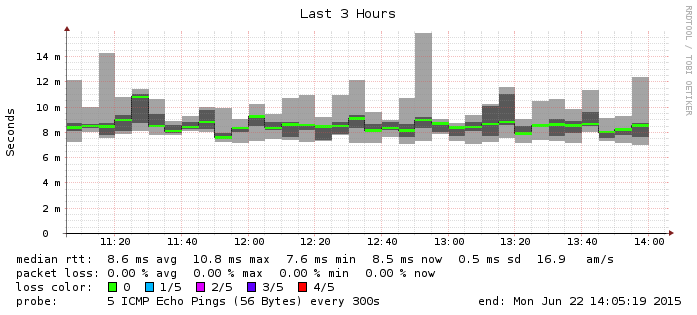 Last 3 Hours
RRDTOOL / TOBI OETIKER
Seconds
14 m
12 m
10 m
8 m
6 m
4 m
2 m
0
11:20 11:40 12:00 12:20 12:40 13:00 13:20 13:40 14:00
median rtt: 8.6 ms avg 10.8 ms max 7.6 ms min 8.5 ms now 0.5 ms sd 16.9 am/s
packet loss: 0.00 % avg 0.00 % max 0.00 % min 0.00 % now
loss color: 0 1/5 2/5 3/5 4/5
probe: 5 ICMP Echo Pings (56 Bytes) every 300s end: Mon Jun 22 14:05:19 2015